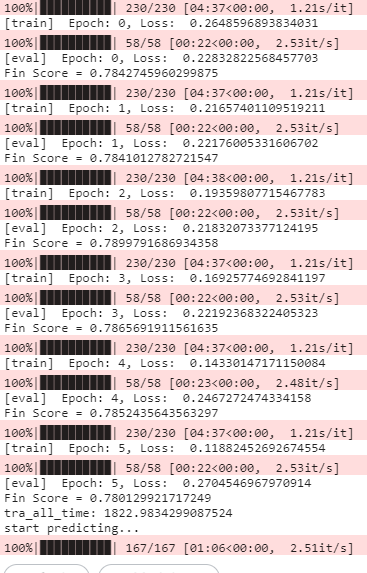 100%|██████████| 230/230 [04:37<00:00, 1.21s/it]
[train] Epoch: 0, Loss: 0.2648596893834031
100%|██████████| 58/58 [00:22<00:00, 2.53it/s]
[eval] Epoch: 0, Loss: 0.22832822568457703
Fin Score = 0.7842745960299875
100%|██████████| 230/230 [04:37<00:00, 1.21s/it]
[train] Epoch: 1, Loss: 0.21657401109519211
100%|██████████| 58/58 [00:22<00:00, 2.53it/s]
[eval] Epoch: 1, Loss: 0.22176005331606702
Fin Score = 0.7841012782721547
100%|██████████| 230/230 [04:38<00:00, 1.21s/it]
[train] Epoch: 2, Loss: 0.19359807715467783
100%|██████████| 58/58 [00:22<00:00, 2.53it/s]
[eval] Epoch: 2, Loss: 0.21832073377124195
Fin Score = 0.7899791686934358
100%|██████████| 230/230 [04:37<00:00, 1.21s/it]
[train] Epoch: 3, Loss: 0.16925774692841197
100%|██████████| 58/58 [00:22<00:00, 2.53it/s]
[eval] Epoch: 3, Loss: 0.22192368322405323
Fin Score = 0.7865691911561635
100%|██████████| 230/230 [04:37<00:00, 1.21s/it]
[train] Epoch: 4, Loss: 0.14330147171150084
100%|██████████| 58/58 [00:23<00:00, 2.48it/s]
[eval] Epoch: 4, Loss: 0.2467272474334158
Fin Score = 0.7852435643563297
100%|██████████| 230/230 [04:37<00:00, 1.21s/it]
[train] Epoch: 5, Loss: 0.11882452692674554
100%|██████████| 58/58 [00:22<00:00, 2.53it/s]
[eval] Epoch: 5, Loss: 0.2704546967970914
Fin Score = 0.780129921717249
tra_all_time: 1822.9834299087524
start predicting...
100%|██████████| 167/167 [01:06<00:00, 2.51it/s]